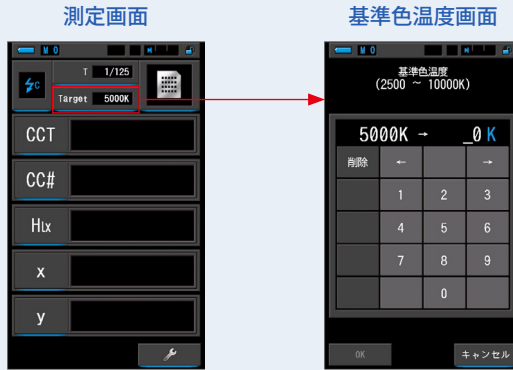 測定画面
M 0
T 1/125
C
Target 5000K
CCT
CC#
HLX
x
y
基準色温度画面
M 0
基準色温度
(2500 ～ 10000K)
5000K → _0 K
削除 ← →
1 2 3
4 5 6
7 8 9
0
OK キャンセル